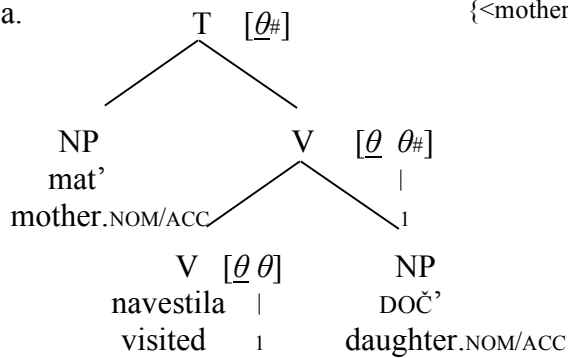 a.
T [θ#]
{<mother
NP V [θ θ#]
mat’ |
mother.NOM/ACC 1
V [θ θ] NP
navestila | DOČ’
visited 1 daughter.NOM/ACC